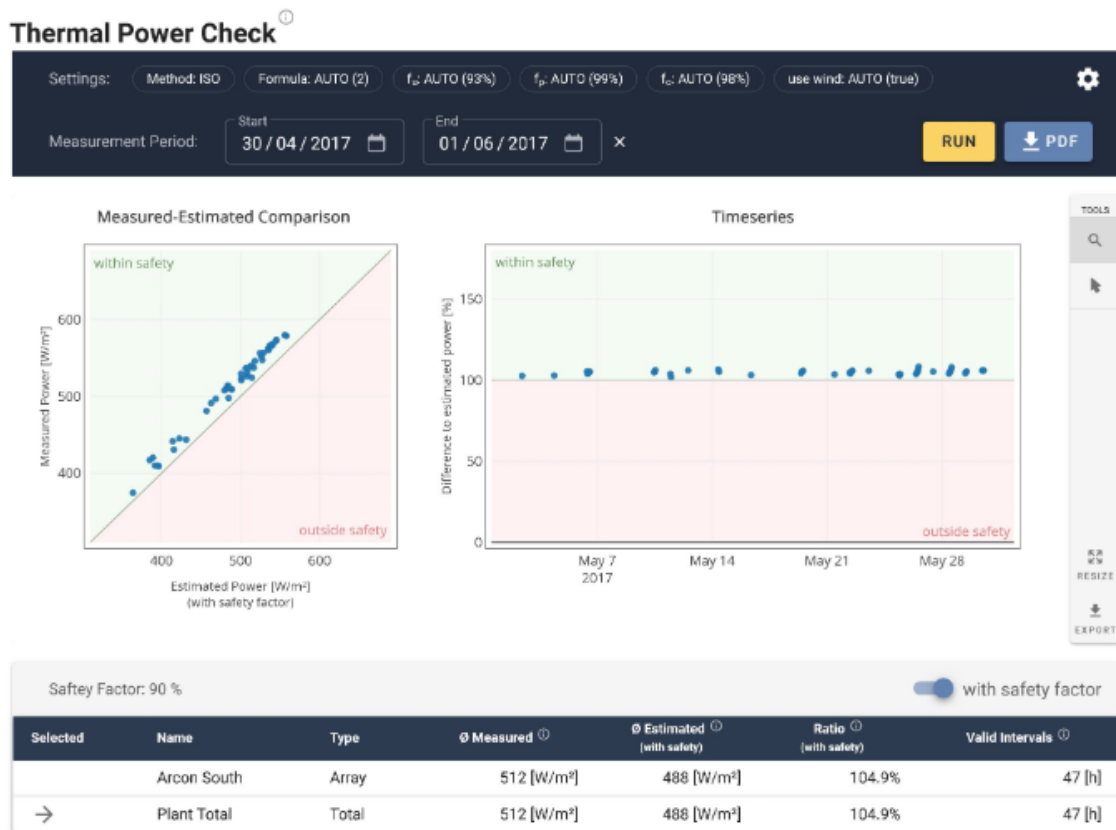 Thermal Power Check
Settings: Method: ISO Formula: AUTO (2) fₚ: AUTO (99%) f꜀: AUTO (98%) use wind: AUTO (true)
Measurement Period: Start 30/04/2017 End 01/06/2017 × RUN PDF
Measured-Estimated Comparison
within safety
outside safety
Measured Power [W/m²]
600
500
400
400 500 600
Estimated Power [W/m²]
(with safety factor)
Timeseries
within safety
outside safety
Difference to estimated power [%]
150
100
50
0
May 7 May 14 May 21 May 28
2017
TOOLS
RESIZE
EXPORT
Saftey Factor: 90 % with safety factor
Selected Name Type Ø Measured Ø Estimated (with safety) Ratio (with safety) Valid Intervals
Arcon South Array 512 [W/m²] 488 [W/m²] 104.9% 47 [h]
Plant Total Total 512 [W/m²] 488 [W/m²] 104.9% 47 [h]